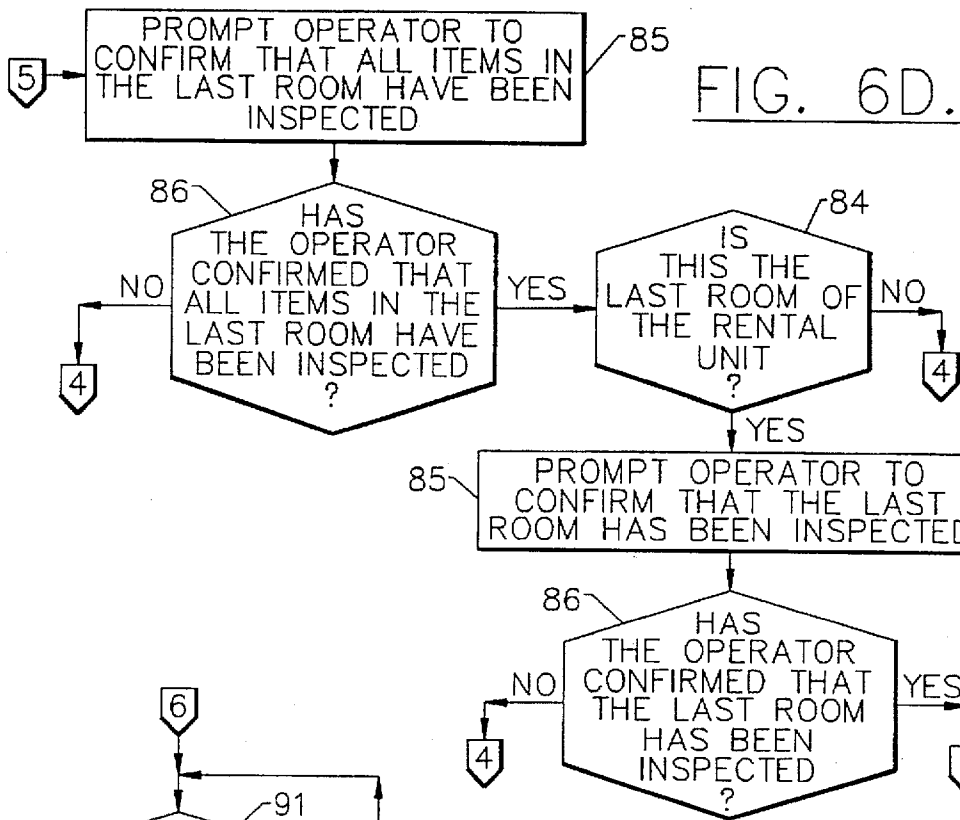 PROMPT OPERATOR TO
CONFIRM THAT ALL ITEMS IN
THE LAST ROOM HAVE BEEN
INSPECTED
85
5
FIG. 6D.
86
HAS
THE OPERATOR
CONFIRMED THAT
ALL ITEMS IN THE
LAST ROOM HAVE
BEEN INSPECTED
?
NO
4
YES
84
IS
THIS THE
LAST ROOM OF
THE RENTAL
UNIT
?
NO
4
YES
85
PROMPT OPERATOR TO
CONFIRM THAT THE LAST
ROOM HAS BEEN INSPECTED
86
HAS
THE OPERATOR
CONFIRMED THAT
THE LAST ROOM
HAS BEEN
INSPECTED
?
NO
4
YES
6
91